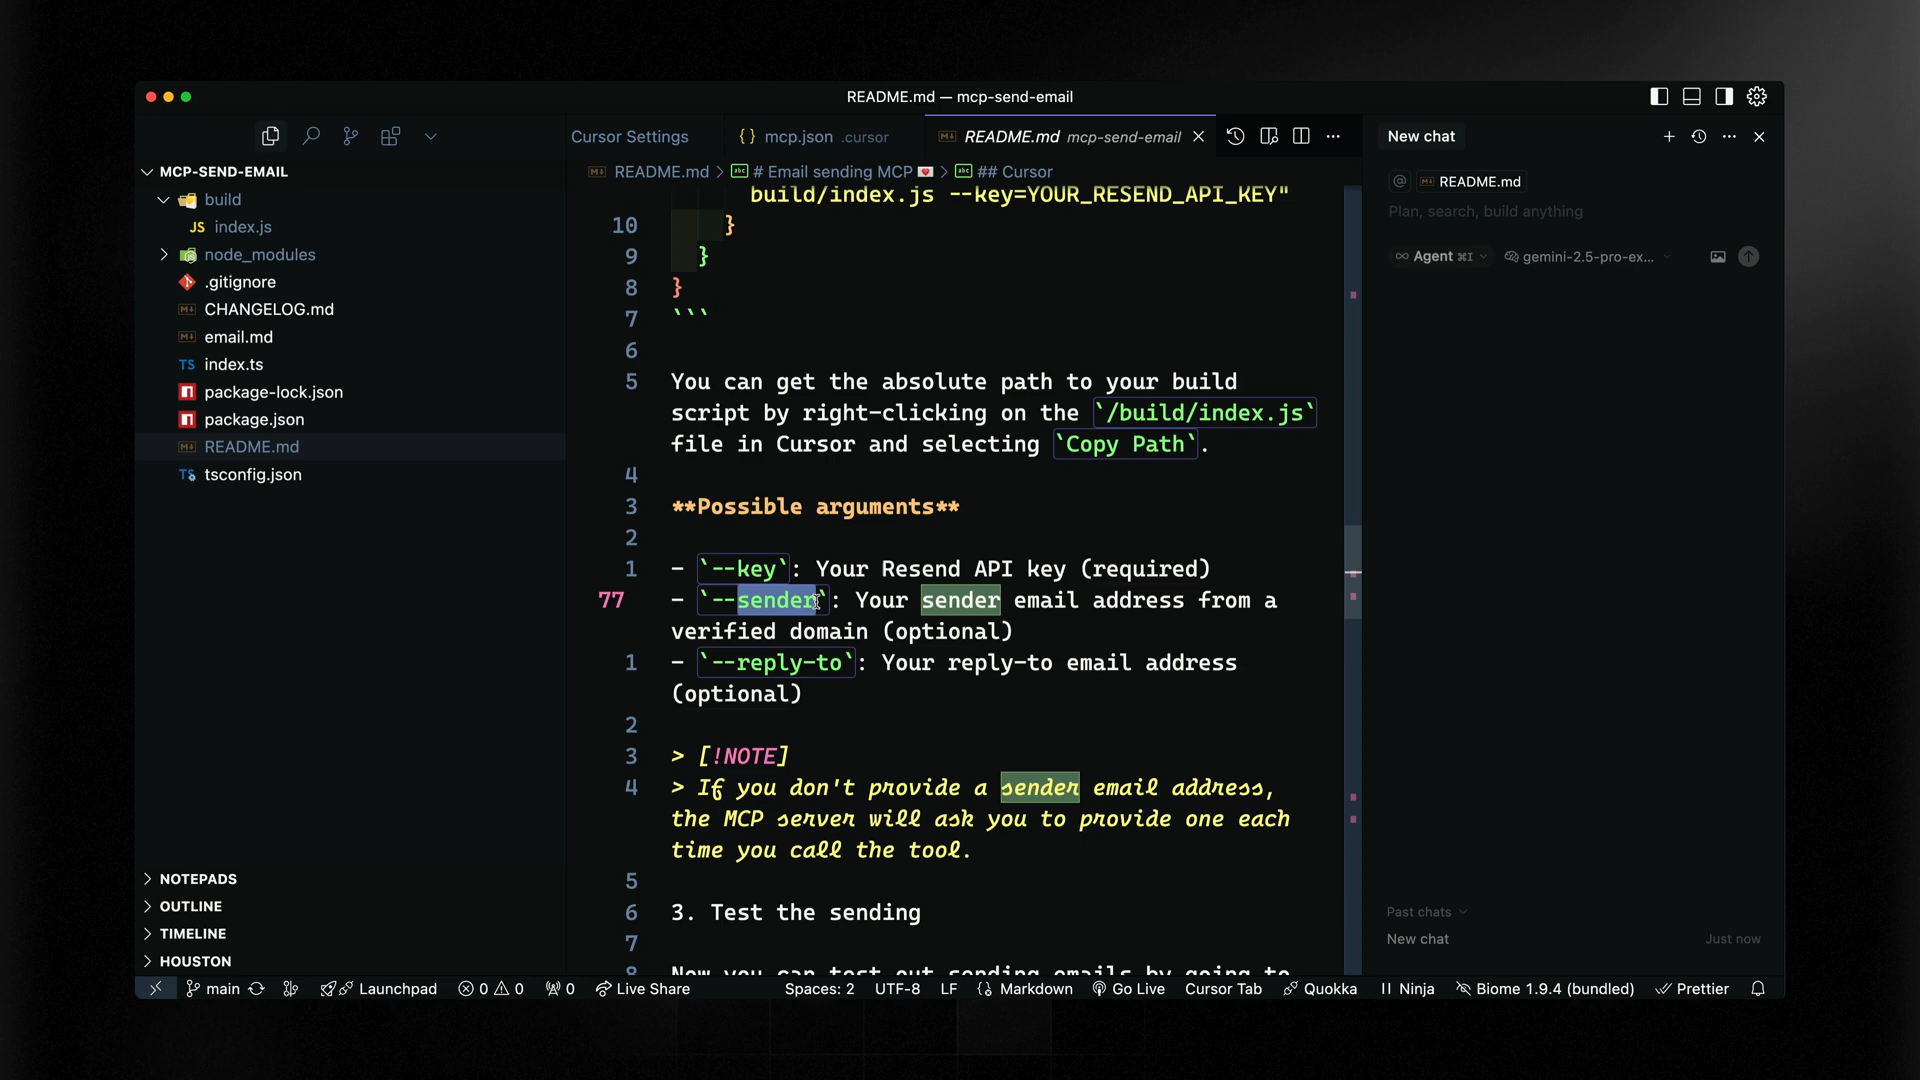 README.md — mcp-send-email
Cursor Settings
{} mcp.json .cursor
README.md mcp-send-email
New chat
MCP-SEND-EMAIL
README.md > # Email sending MCP 💌 > ## Cursor
build
JS index.js
node_modules
.gitignore
CHANGELOG.md
email.md
TS index.ts
package-lock.json
package.json
README.md
TS tsconfig.json
NOTEPADS
OUTLINE
TIMELINE
HOUSTON
build/index.js --key=YOUR_RESEND_API_KEY"
10 }
9 }
8 }
7 ```
6
5 You can get the absolute path to your build
script by right-clicking on the `/build/index.js`
file in Cursor and selecting `Copy Path`.
4
3 **Possible arguments**
2
1 - `--key`: Your Resend API key (required)
77 - `--sender`: Your sender email address from a
verified domain (optional)
1 - `--reply-to`: Your reply-to email address
(optional)
2
3 > [!NOTE]
4 > If you don't provide a sender email address,
the MCP server will ask you to provide one each
time you call the tool.
5
6 3. Test the sending
7
8 Now you can test out sending emails by going to
@ README.md
Plan, search, build anything
∞ Agent ⌘I
gemini-2.5-pro-ex...
Past chats
New chat Just now
main
Launchpad
0 0
0
Live Share
Spaces: 2
UTF-8
LF
Markdown
Go Live
Cursor Tab
Quokka
Ninja
Biome 1.9.4 (bundled)
Prettier